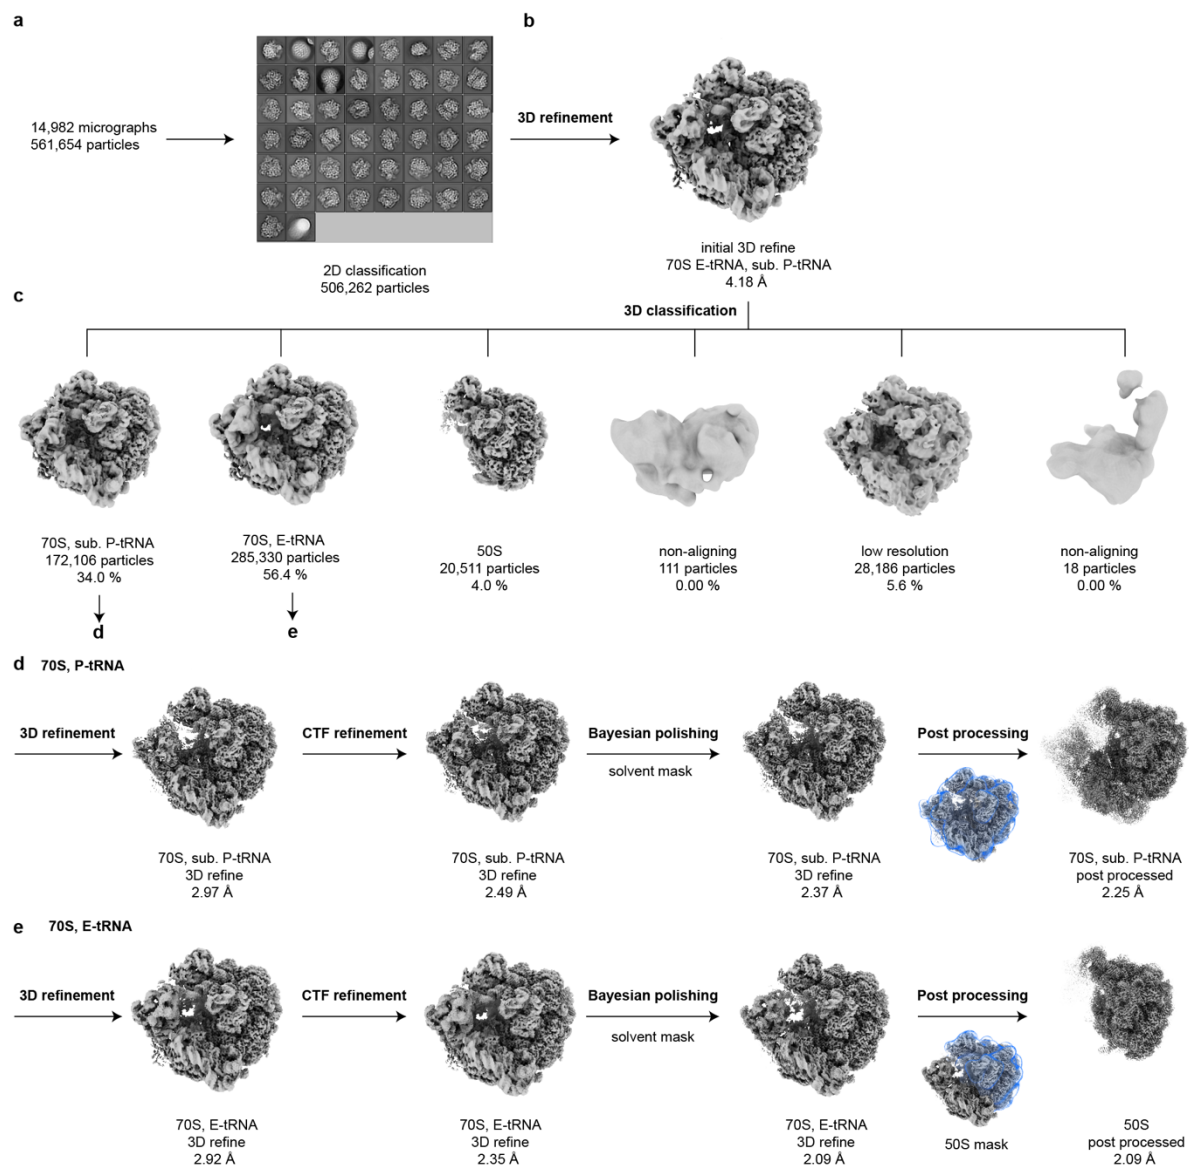 a
b
14,982 micrographs
561,654 particles
3D refinement
2D classification
506,262 particles
initial 3D refine
70S E-tRNA, sub. P-tRNA
4.18 Å
c
3D classification
70S, sub. P-tRNA
172,106 particles
34.0 %
70S, E-tRNA
285,330 particles
56.4 %
50S
20,511 particles
4.0 %
non-aligning
111 particles
0.00 %
low resolution
28,186 particles
5.6 %
non-aligning
18 particles
0.00 %
d
e
d 70S, P-tRNA
3D refinement
CTF refinement
Bayesian polishing
solvent mask
Post processing
70S, sub. P-tRNA
3D refine
2.97 Å
70S, sub. P-tRNA
3D refine
2.49 Å
70S, sub. P-tRNA
3D refine
2.37 Å
70S, sub. P-tRNA
post processed
2.25 Å
e 70S, E-tRNA
3D refinement
CTF refinement
Bayesian polishing
solvent mask
Post processing
70S, E-tRNA
3D refine
2.92 Å
70S, E-tRNA
3D refine
2.35 Å
70S, E-tRNA
3D refine
2.09 Å
50S mask
50S
post processed
2.09 Å